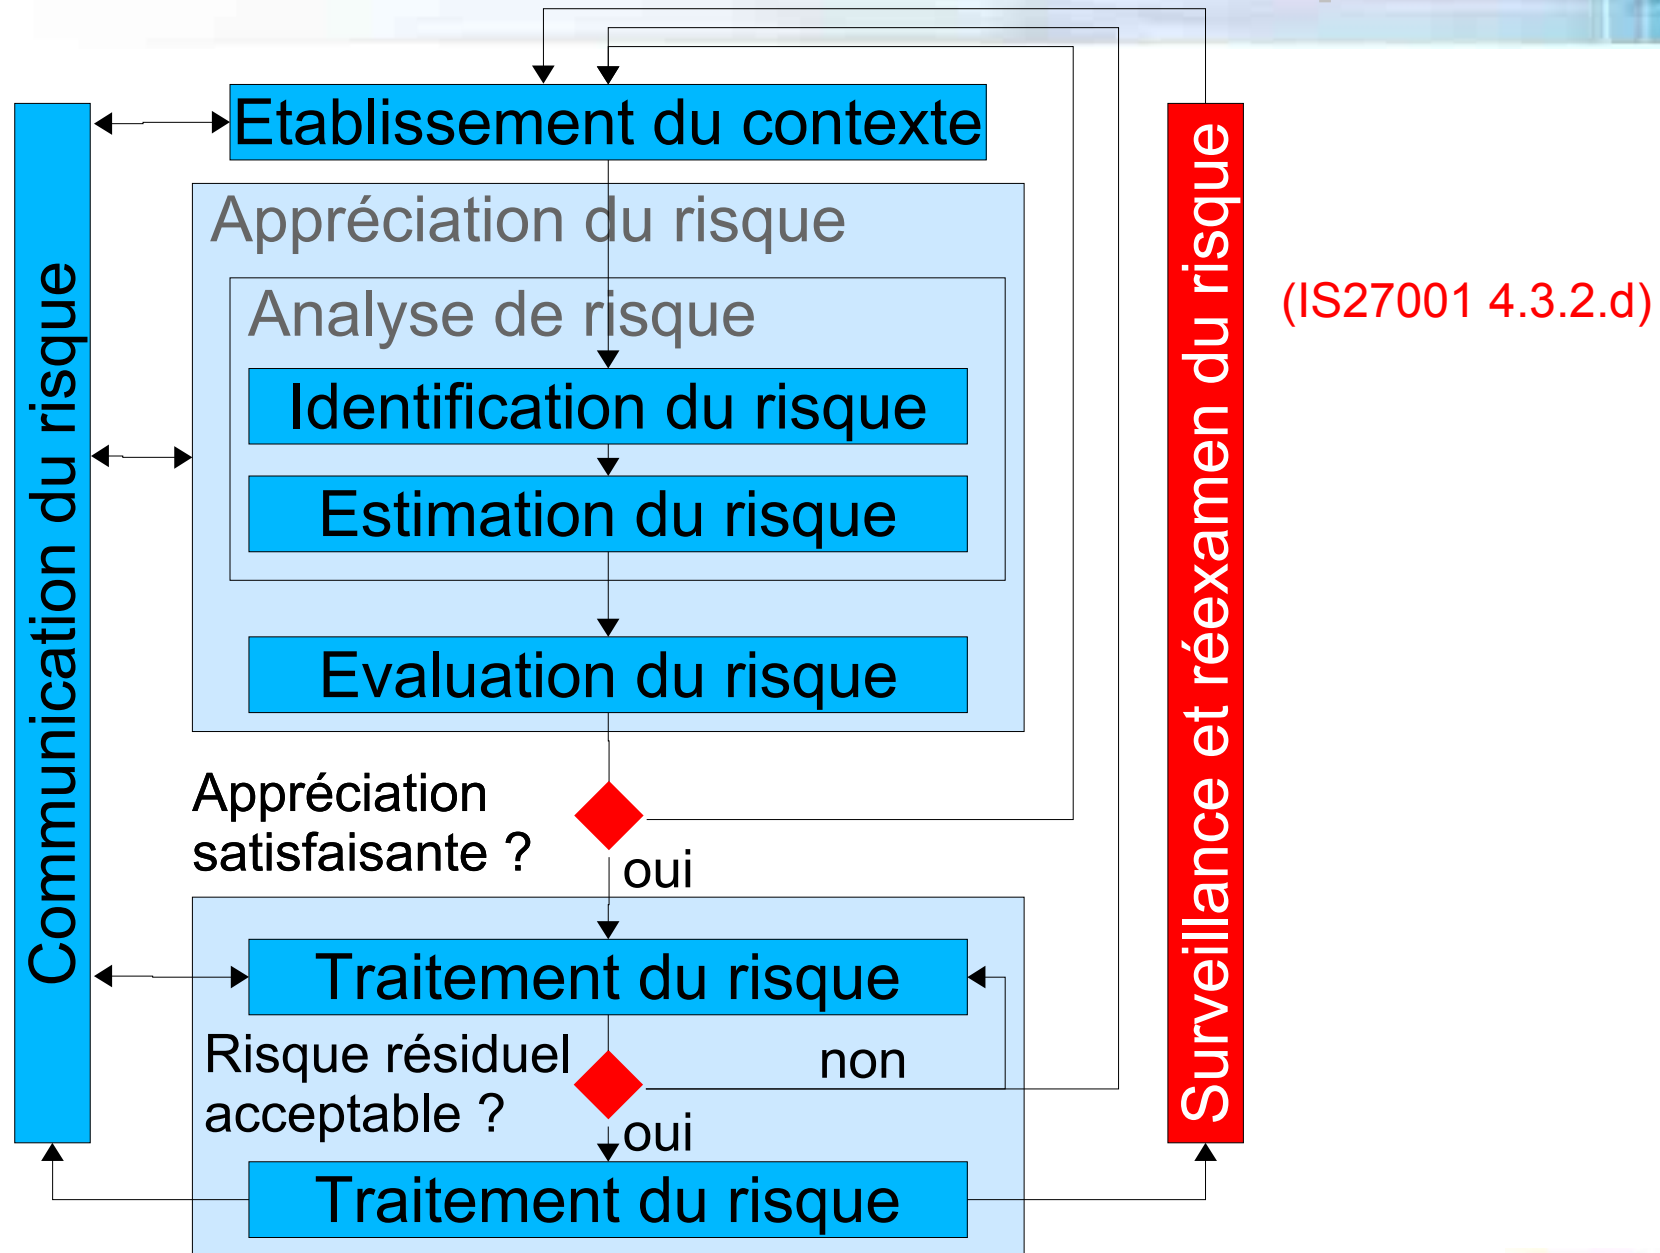 Etablissement du contexte
Appréciation du risque
Analyse de risque
Identification du risque
Estimation du risque
Evaluation du risque
Appréciation
satisfaisante ?
oui
Traitement du risque
Risque résiduel
acceptable ?
non
oui
Traitement du risque
Communication du risque
Surveillance et réexamen du risque
(IS27001 4.3.2.d)